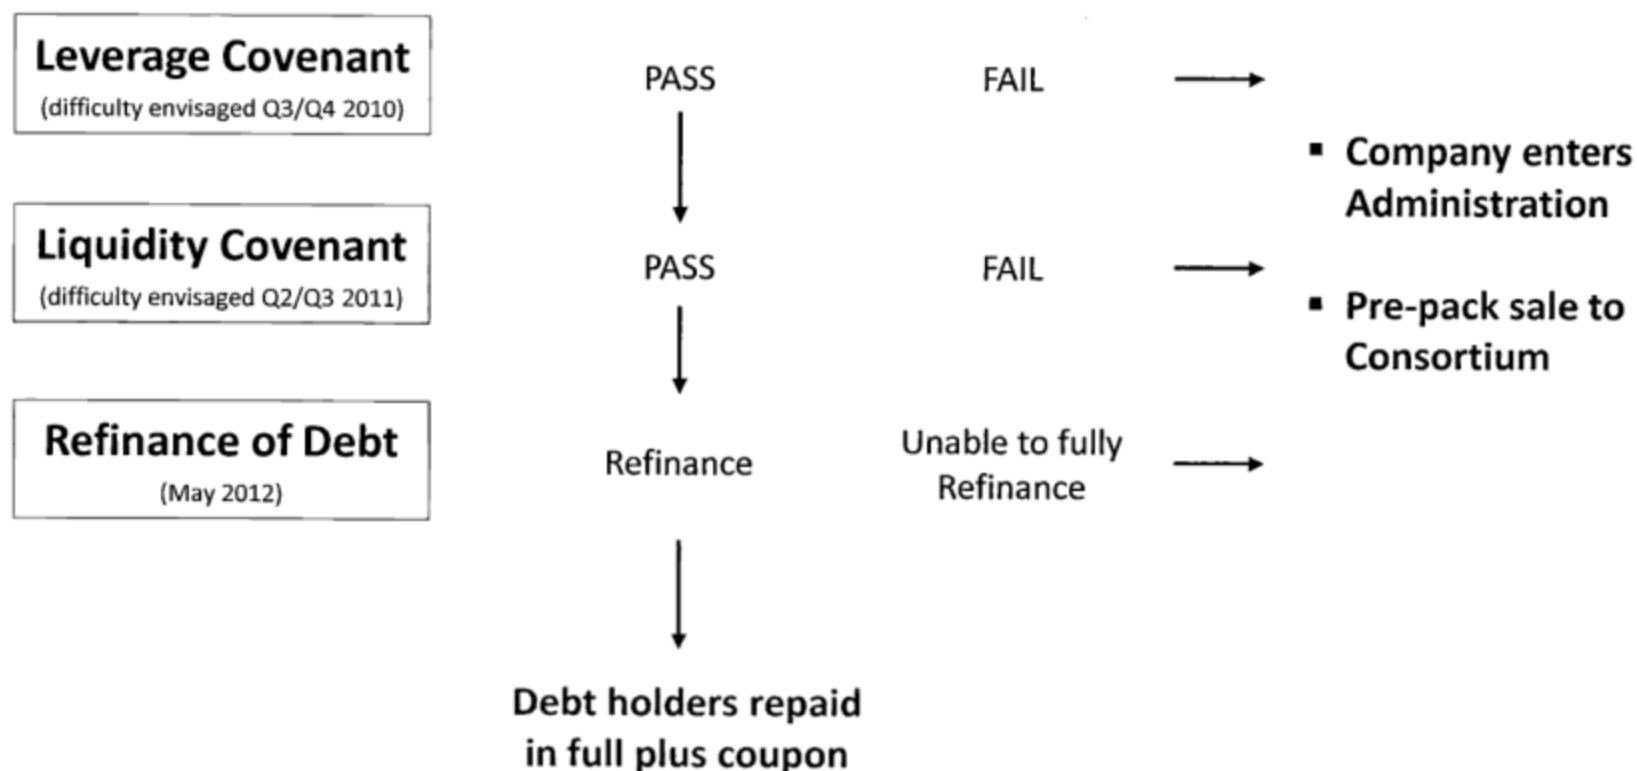 Leverage Covenant
(difficulty envisaged Q3/Q4 2010)
PASS
FAIL
▪ Company enters
Administration
Liquidity Covenant
(difficulty envisaged Q2/Q3 2011)
PASS
FAIL
▪ Pre-pack sale to
Consortium
Refinance of Debt
(May 2012)
Refinance
Unable to fully
Refinance
Debt holders repaid
in full plus coupon